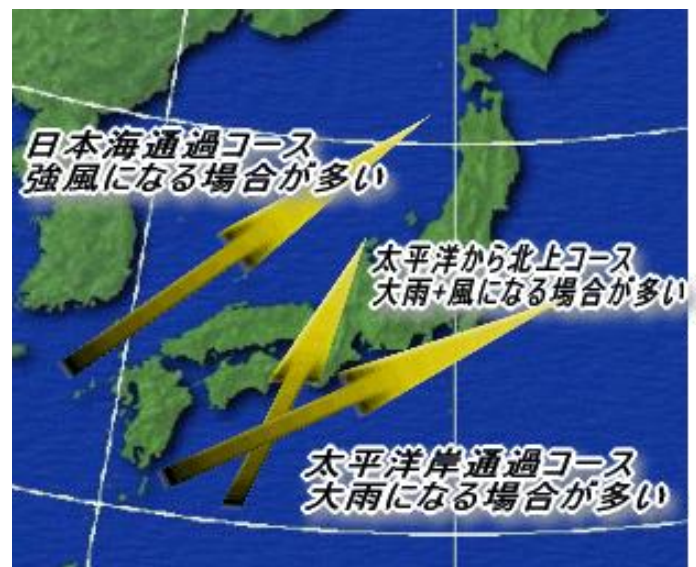 日本海通過コース
強風になる場合が多い
太平洋から北上コース
大雨+風になる場合が多い
太平洋岸通過コース
大雨になる場合が多い